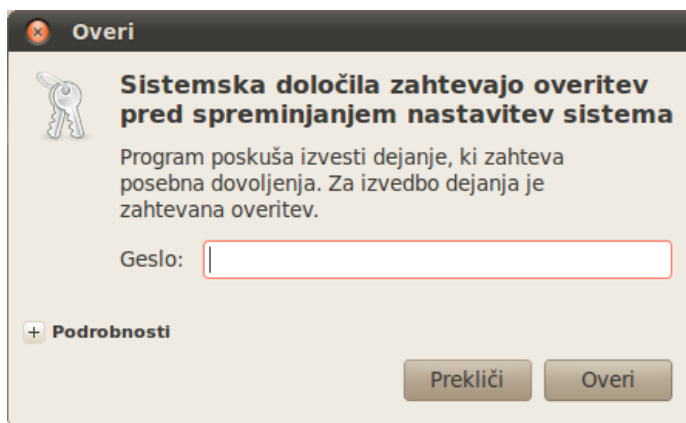 Overi
Sistemska določila zahtevajo overitev
pred spreminjanjem nastavitev sistema
Program poskuša izvesti dejanje, ki zahteva
posebna dovoljenja. Za izvedbo dejanja je
zahtevana overitev.
Geslo:
+ Podrobnosti
Prekliči Overi